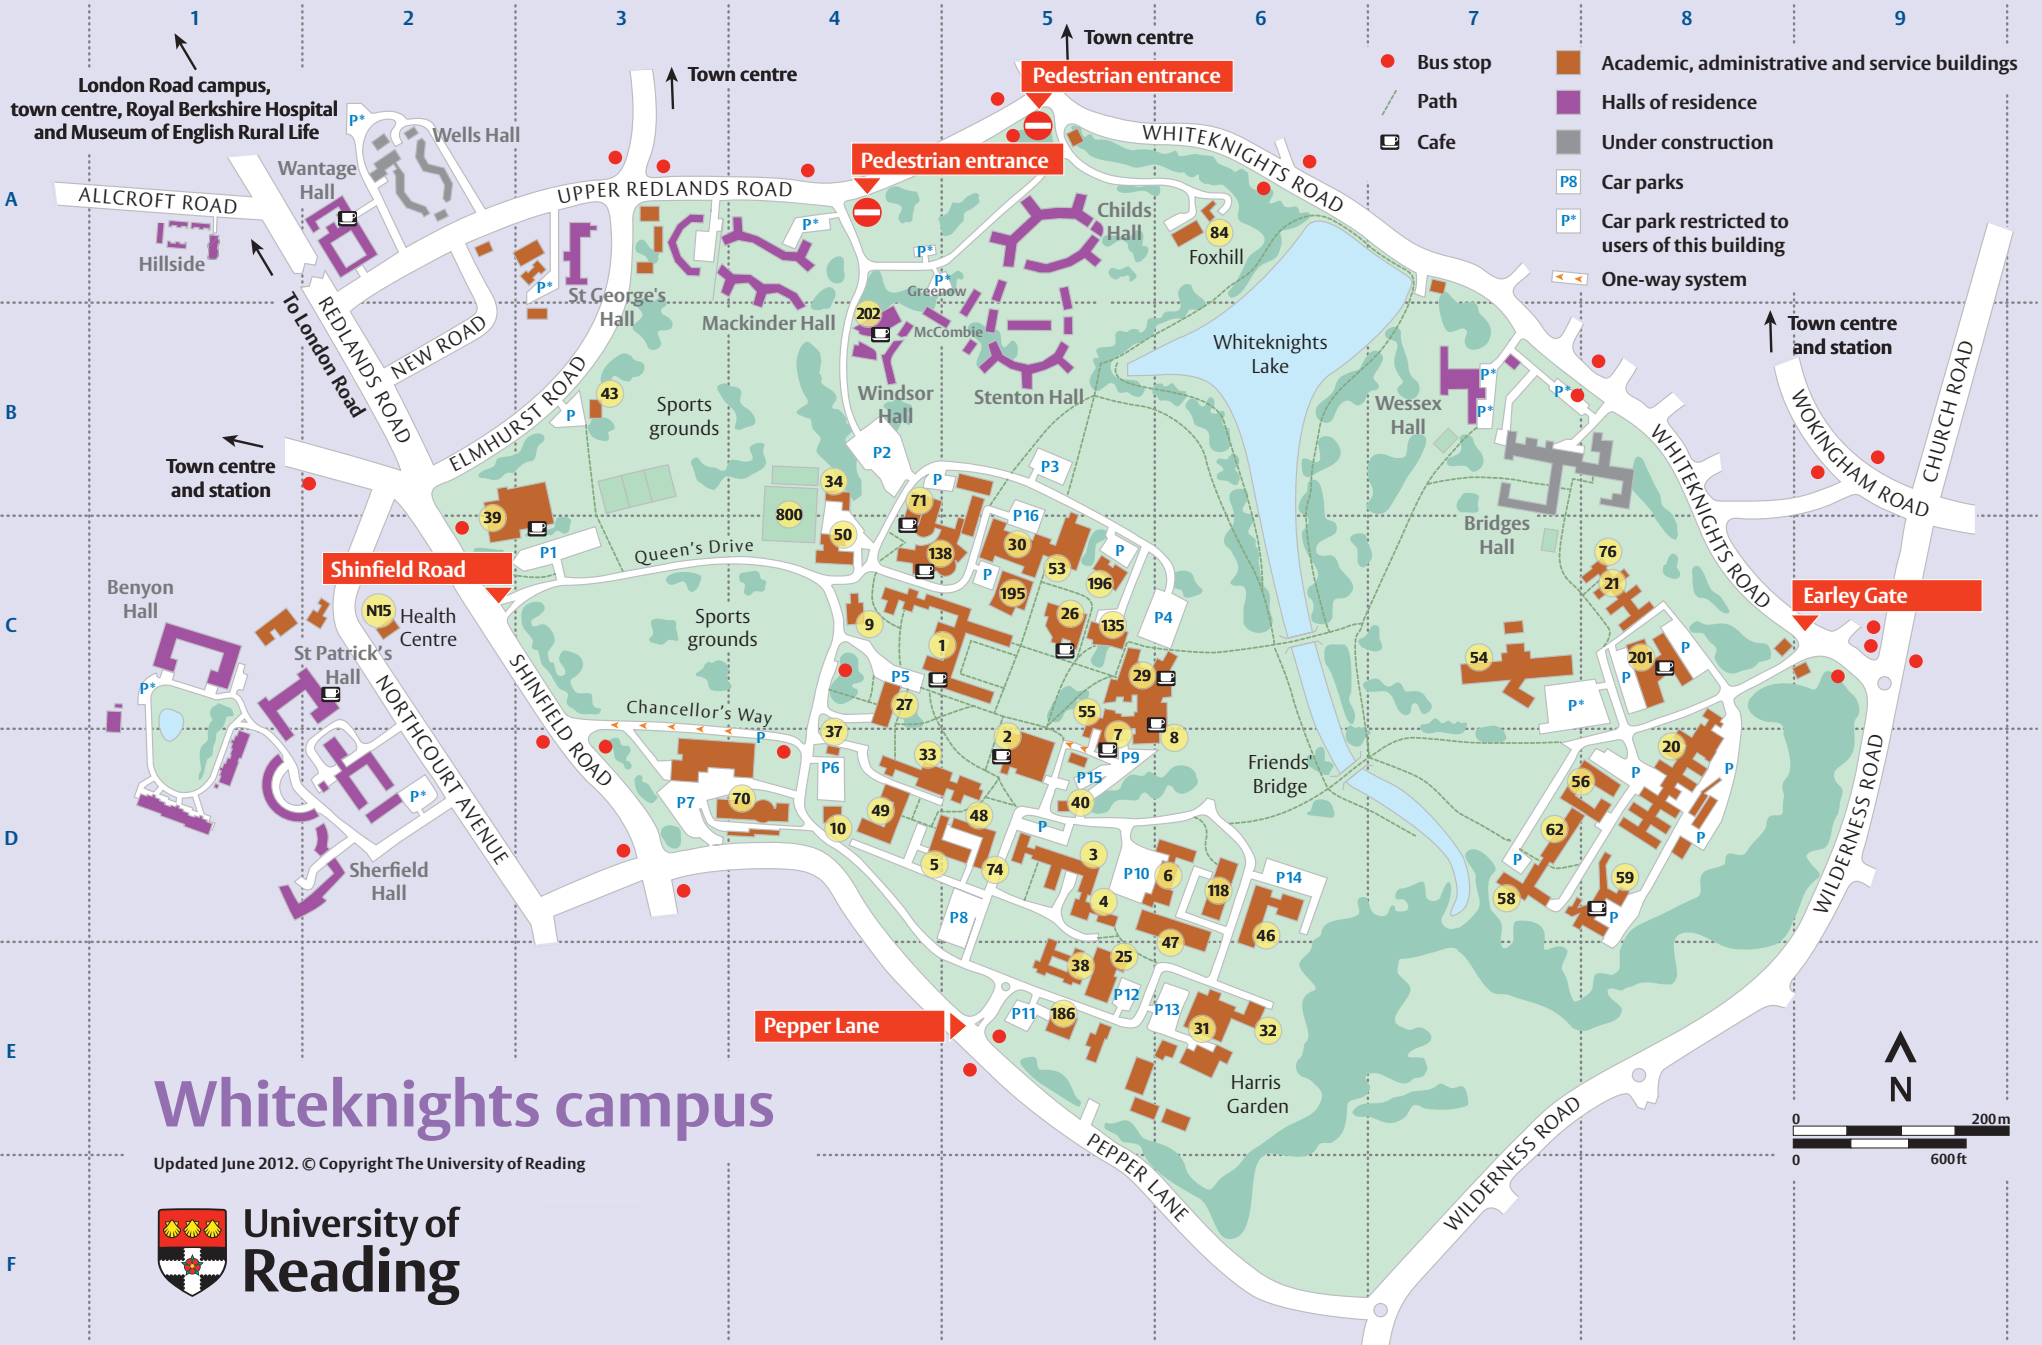 1 2 3 4 5 6 7 8 9
Town centre
Town centre
Pedestrian entrance
Bus stop
Path
Cafe
Academic, administrative and service buildings
Halls of residence
Under construction
P8 Car parks
P* Car park restricted to
users of this building
One-way system
London Road campus,
town centre, Royal Berkshire Hospital
and Museum of English Rural Life
P*
Wells Hall
WHITEKNIGHTS ROAD
Pedestrian entrance
Wantage
Hall
A
ALLCROFT ROAD
UPPER REDLANDS ROAD
Hillside
P*
P*
P*
P*
Childs
Hall
84
Foxhill
St George's
Hall
Mackinder Hall
Greenow
McCombie
202
To London Road
REDLANDS ROAD
NEW ROAD
Whiteknights
Lake
Town centre
and station
CHURCH ROAD
B
43
P
Sports
grounds
Windsor
Hall
Stenton Hall
Wessex
Hall
P*
P*
P*
WOKINGHAM ROAD
WHITEKNIGHTS ROAD
ELMHURST ROAD
Town centre
and station
P2
P3
34
P
71
39
800
50
P16
138
30
P
P
53
196
195
Bridges
Hall
76
21
P1
Queen's Drive
Shinfield Road
Earley Gate
Benyon
Hall
C
N15
Health
Centre
Sports
grounds
9
1
26
135
P4
WHITEKNIGHTS ROAD
St Patrick's
Hall
P*
54
201
P
P
P5
27
29
P*
SHINFIELD ROAD
NORTHCOURT AVENUE
Chancellor's Way
P
37
33
2
55
7
8
20
P6
P15
P9
Friends'
Bridge
56
P
P
P*
P7
70
49
48
40
D
10
P
62
P
5
74
3
P10
6
118
P14
P
59
Sherfield
Hall
4
58
P
WILDERNESS ROAD
WILDERNESS ROAD
P8
47
46
38
25
P12
P11
186
P13
31
32
Pepper Lane
E
Harris
Garden
N
Whiteknights campus
0 200m
0 600ft
WILDERNESS ROAD
PEPPER LANE
Updated June 2012. © Copyright The University of Reading
University of
Reading
F